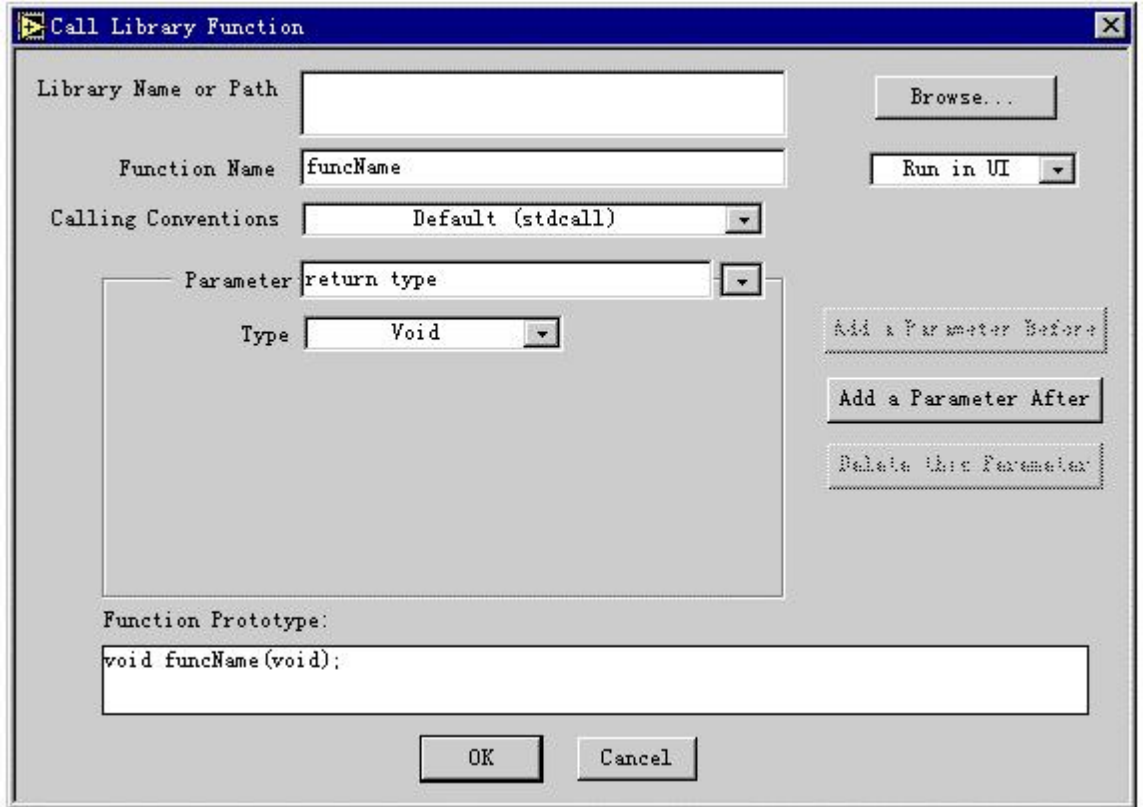 Call Library Function
Library Name or Path
Browse...
Function Name
funcName
Run in UI
Calling Conventions
Default (stdcall)
Parameter
return type
Type
Void
Add a Parameter Before
Add a Parameter After
Delete this Parameter
Function Prototype:
void funcName(void);
OK
Cancel